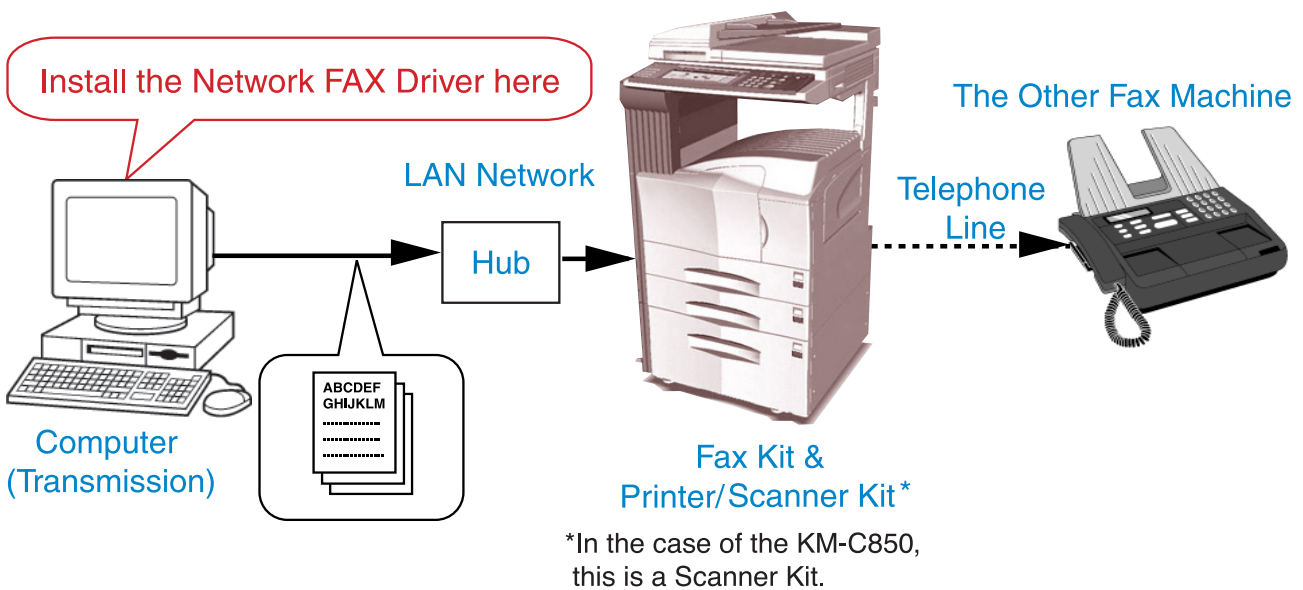 Install the Network FAX Driver here
The Other Fax Machine
LAN Network
Telephone
Line
Hub
ABCDEF
GHIJKLM
Computer
(Transmission)
Fax Kit &
Printer/Scanner Kit*
*In the case of the KM-C850,
this is a Scanner Kit.